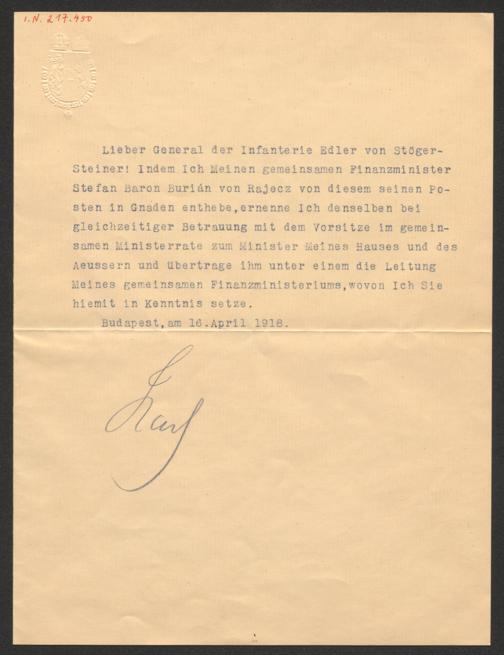 I.N. 217.450
Lieber General der Infanterie Edler von Stöger-
Steiner! Indem Ich Meinen gemeinsamen Finanzminister
Stefan Baron Burián von Rajecz von diesem seinen Po-
sten in Gnaden enthebe,ernenne Ich denselben bei
gleichzeitiger Betrauung mit dem Vorsitze im gemein-
samen Ministerrate zum Minister Meines Hauses und des
Aeussern und übertrage ihm unter einem die Leitung
Meines gemeinsamen Finanzministeriums,wovon Ich Sie
hiemit in Kenntnis setze.
Budapest,am 16.April 1918.
Karl